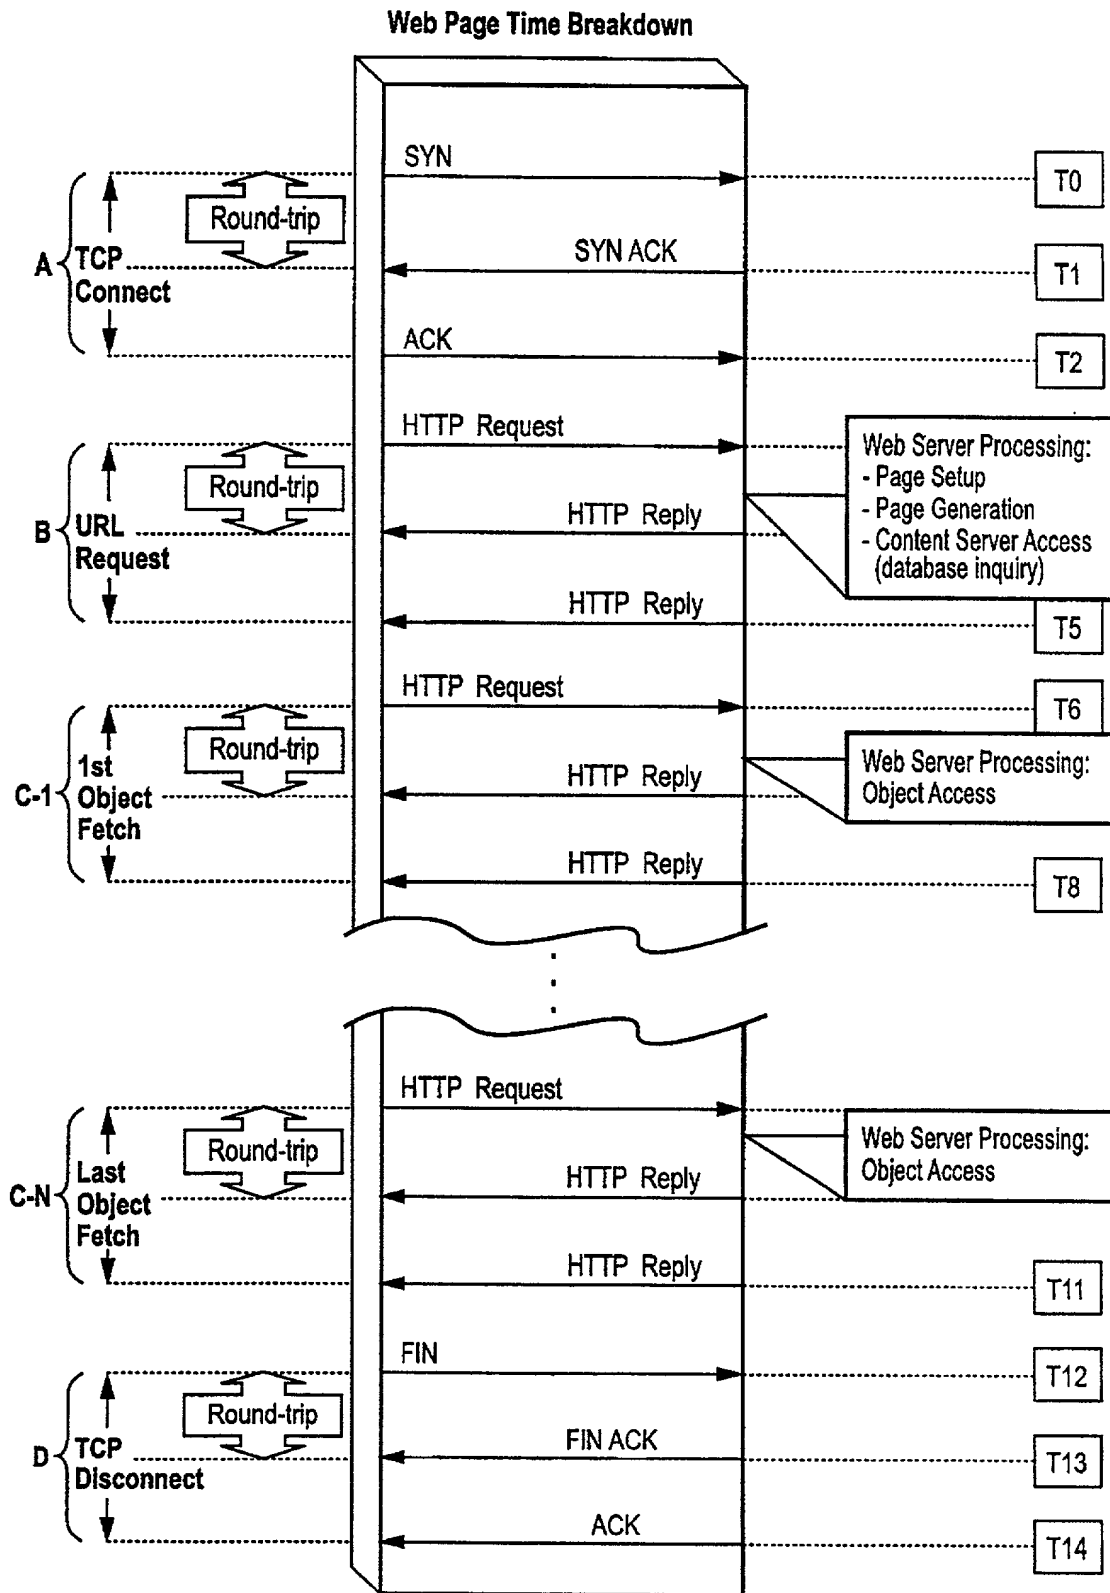 Web Page Time Breakdown
SYN
T0
Round-trip
A
TCP
Connect
SYN ACK
T1
ACK
T2
HTTP Request
Web Server Processing:
- Page Setup
- Page Generation
- Content Server Access
(database inquiry)
Round-trip
B
URL
Request
HTTP Reply
HTTP Reply
T5
HTTP Request
T6
Round-trip
C-1
1st
Object
Fetch
Web Server Processing:
Object Access
HTTP Reply
HTTP Reply
T8
HTTP Request
Web Server Processing:
Object Access
Round-trip
C-N
Last
Object
Fetch
HTTP Reply
HTTP Reply
T11
FIN
T12
Round-trip
D
TCP
Disconnect
FIN ACK
T13
ACK
T14